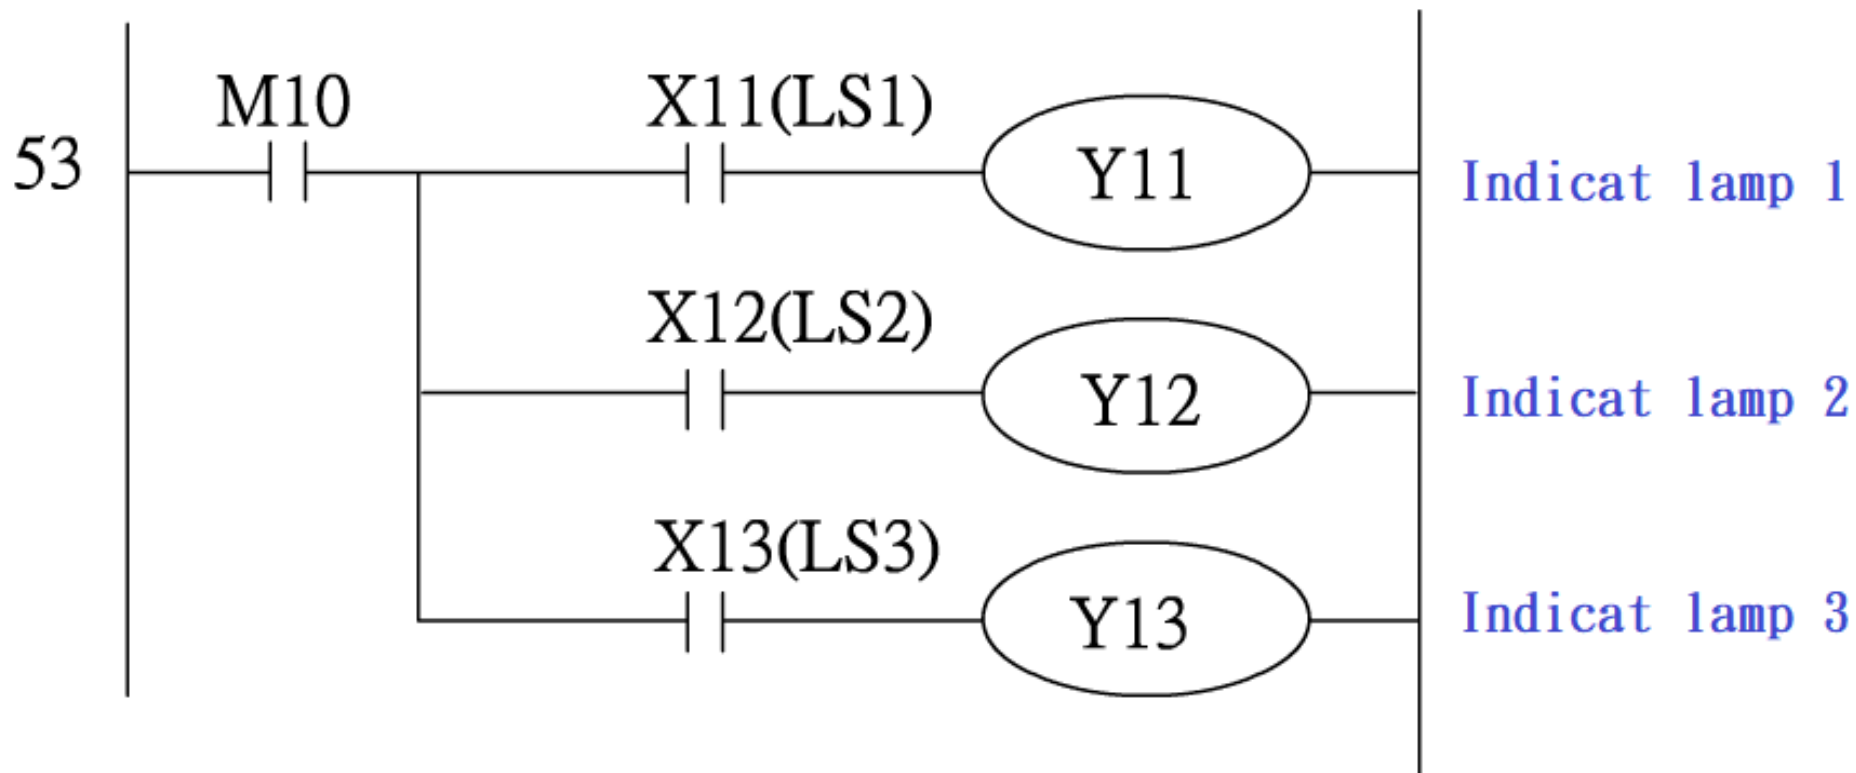 M10
X11(LS1)
53
Y11
Indicat lamp 1
X12(LS2)
Y12
Indicat lamp 2
X13(LS3)
Y13
Indicat lamp 3